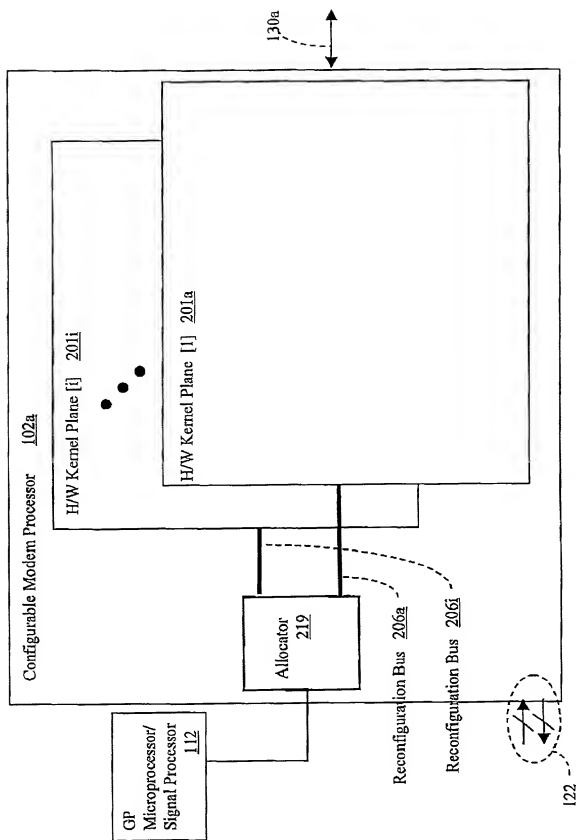 Configurable Modem Processor 102a
H/W Kernel Plane [i] 201i
H/W Kernel Plane [1] 201a
130a
GP
Microprocessor/
Signal Processor
112
Allocator
219
Reconfiguration Bus 206a
Reconfiguration Bus 206i
122